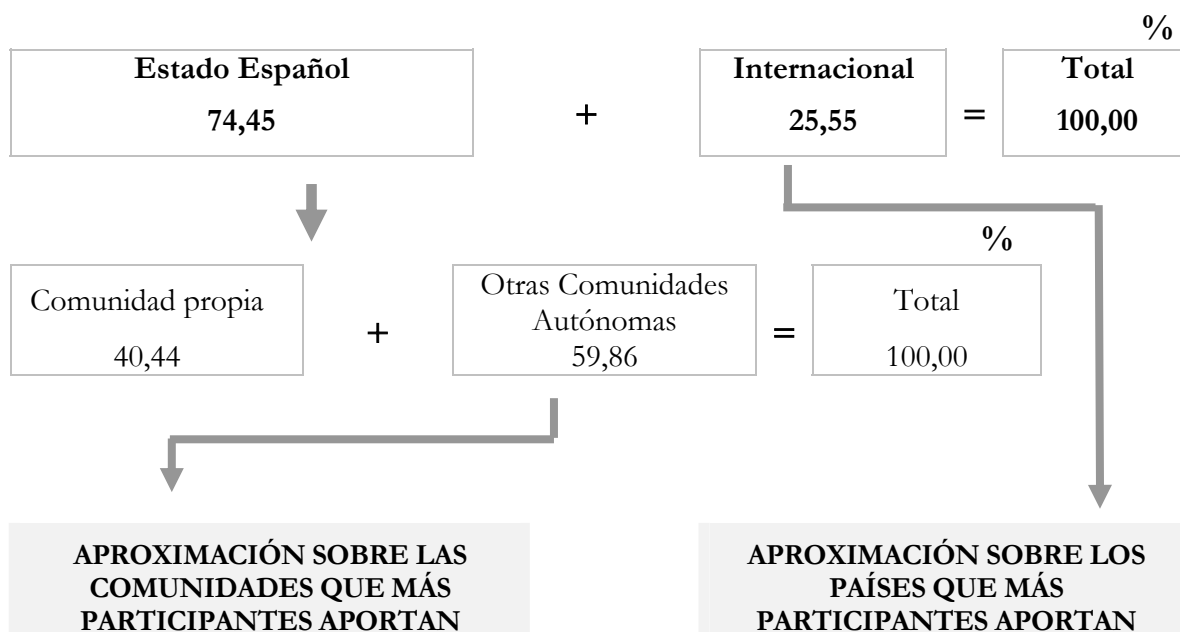 %
Estado Español
74,45
+
Internacional
25,55
=
Total
100,00
%
Comunidad propia
40,44
+
Otras Comunidades
Autónomas
59,86
=
Total
100,00
APROXIMACIÓN SOBRE LAS
COMUNIDADES QUE MÁS
PARTICIPANTES APORTAN
APROXIMACIÓN SOBRE LOS
PAÍSES QUE MÁS
PARTICIPANTES APORTAN